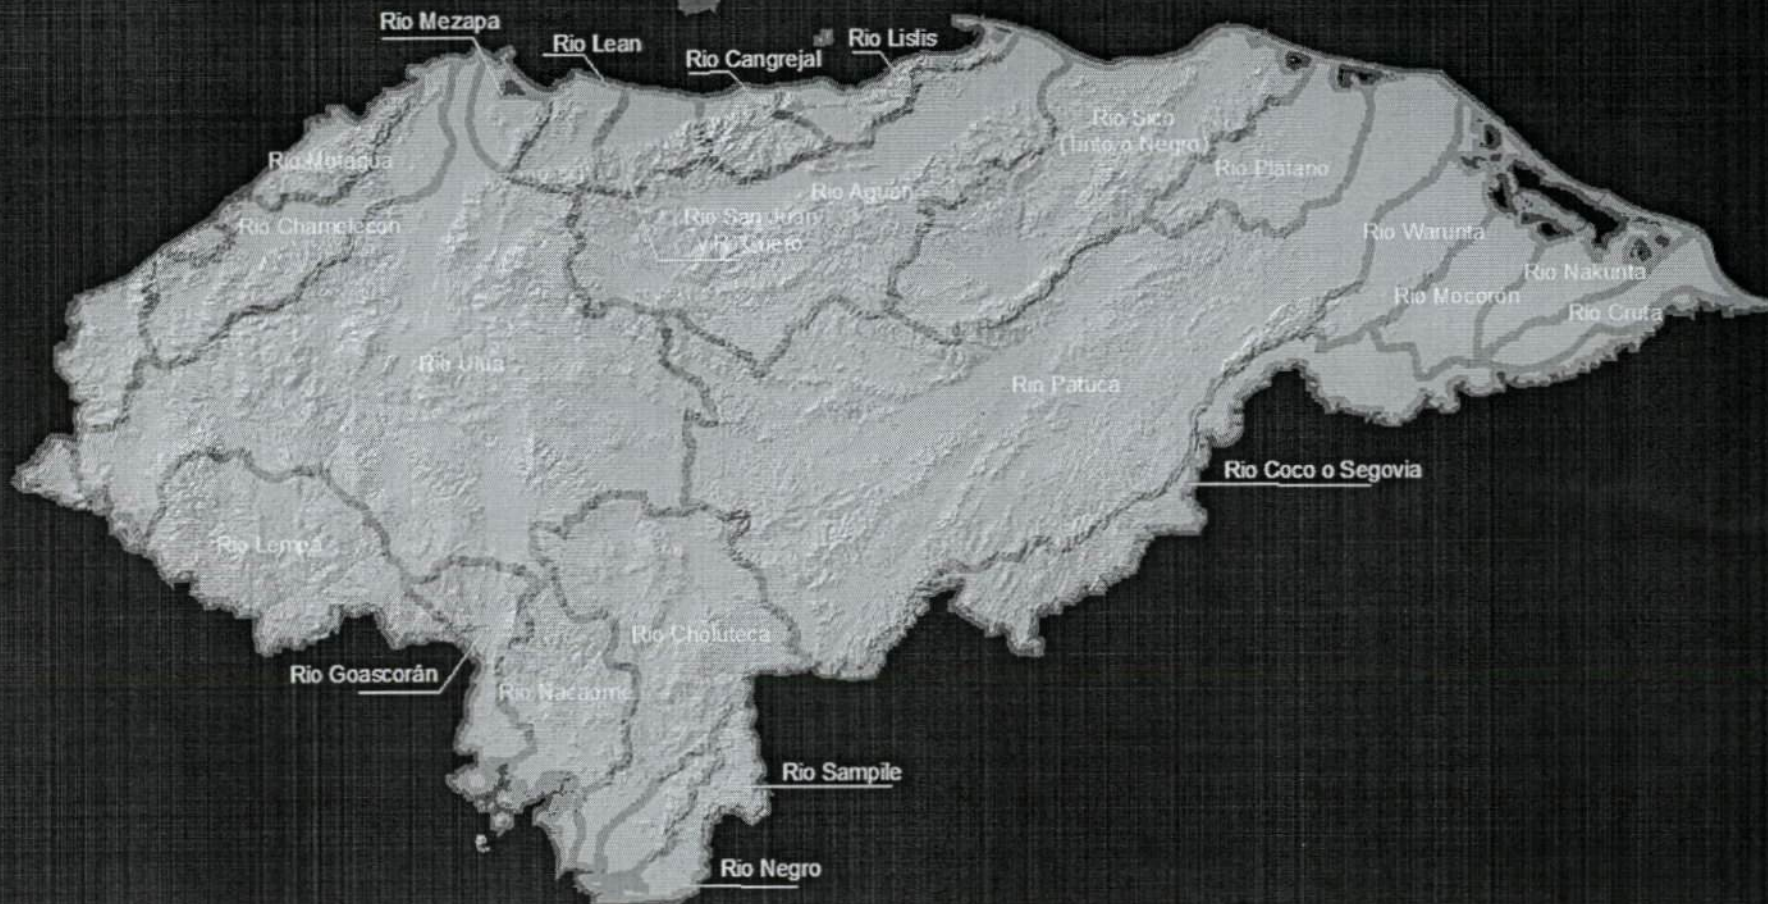 Rio Mezapa
Rio Lean
Rio Cangrejal
Rio Lislis
Rio Motagua
Rio Chamelecon
Rio Sico
(Tinto o Negro)
Rio Platano
Rio Aguan
Rio San Juan
y Rio Cuero
Rio Warunta
Rio Nakunta
Rio Mocoron
Rio Cruta
Rio Ulua
Rio Patuca
Rio Coco o Segovia
Rio Lempa
Rio Choluteca
Rio Goascorán
Rio Nacaome
Rio Sampile
Rio Negro